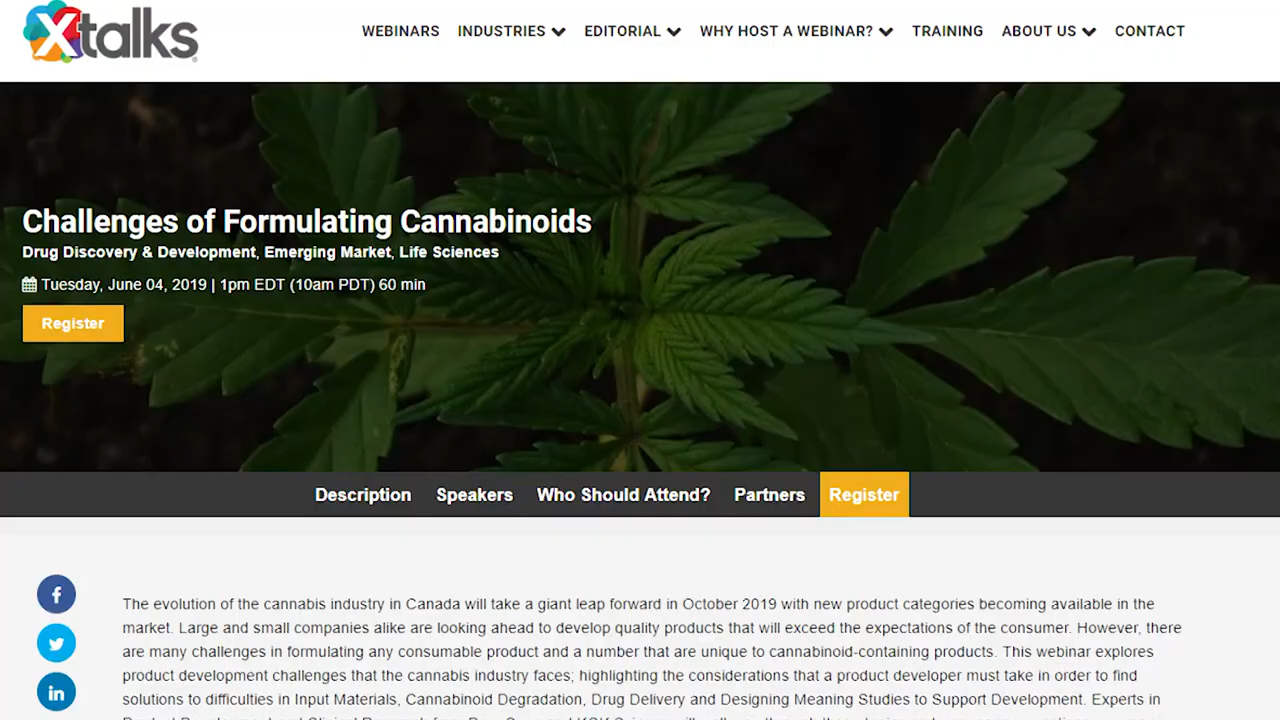 Xtalks
WEBINARS INDUSTRIES EDITORIAL WHY HOST A WEBINAR? TRAINING ABOUT US CONTACT
Challenges of Formulating Cannabinoids
Drug Discovery & Development, Emerging Market, Life Sciences
Tuesday, June 04, 2019 | 1pm EDT (10am PDT) 60 min
Register
Description Speakers Who Should Attend? Partners Register
The evolution of the cannabis industry in Canada will take a giant leap forward in October 2019 with new product categories becoming available in the
market. Large and small companies alike are looking ahead to develop quality products that will exceed the expectations of the consumer. However, there
are many challenges in formulating any consumable product and a number that are unique to cannabinoid-containing products. This webinar explores
product development challenges that the cannabis industry faces; highlighting the considerations that a product developer must take in order to find
solutions to difficulties in Input Materials, Cannabinoid Degradation, Drug Delivery and Designing Meaning Studies to Support Development. Experts in